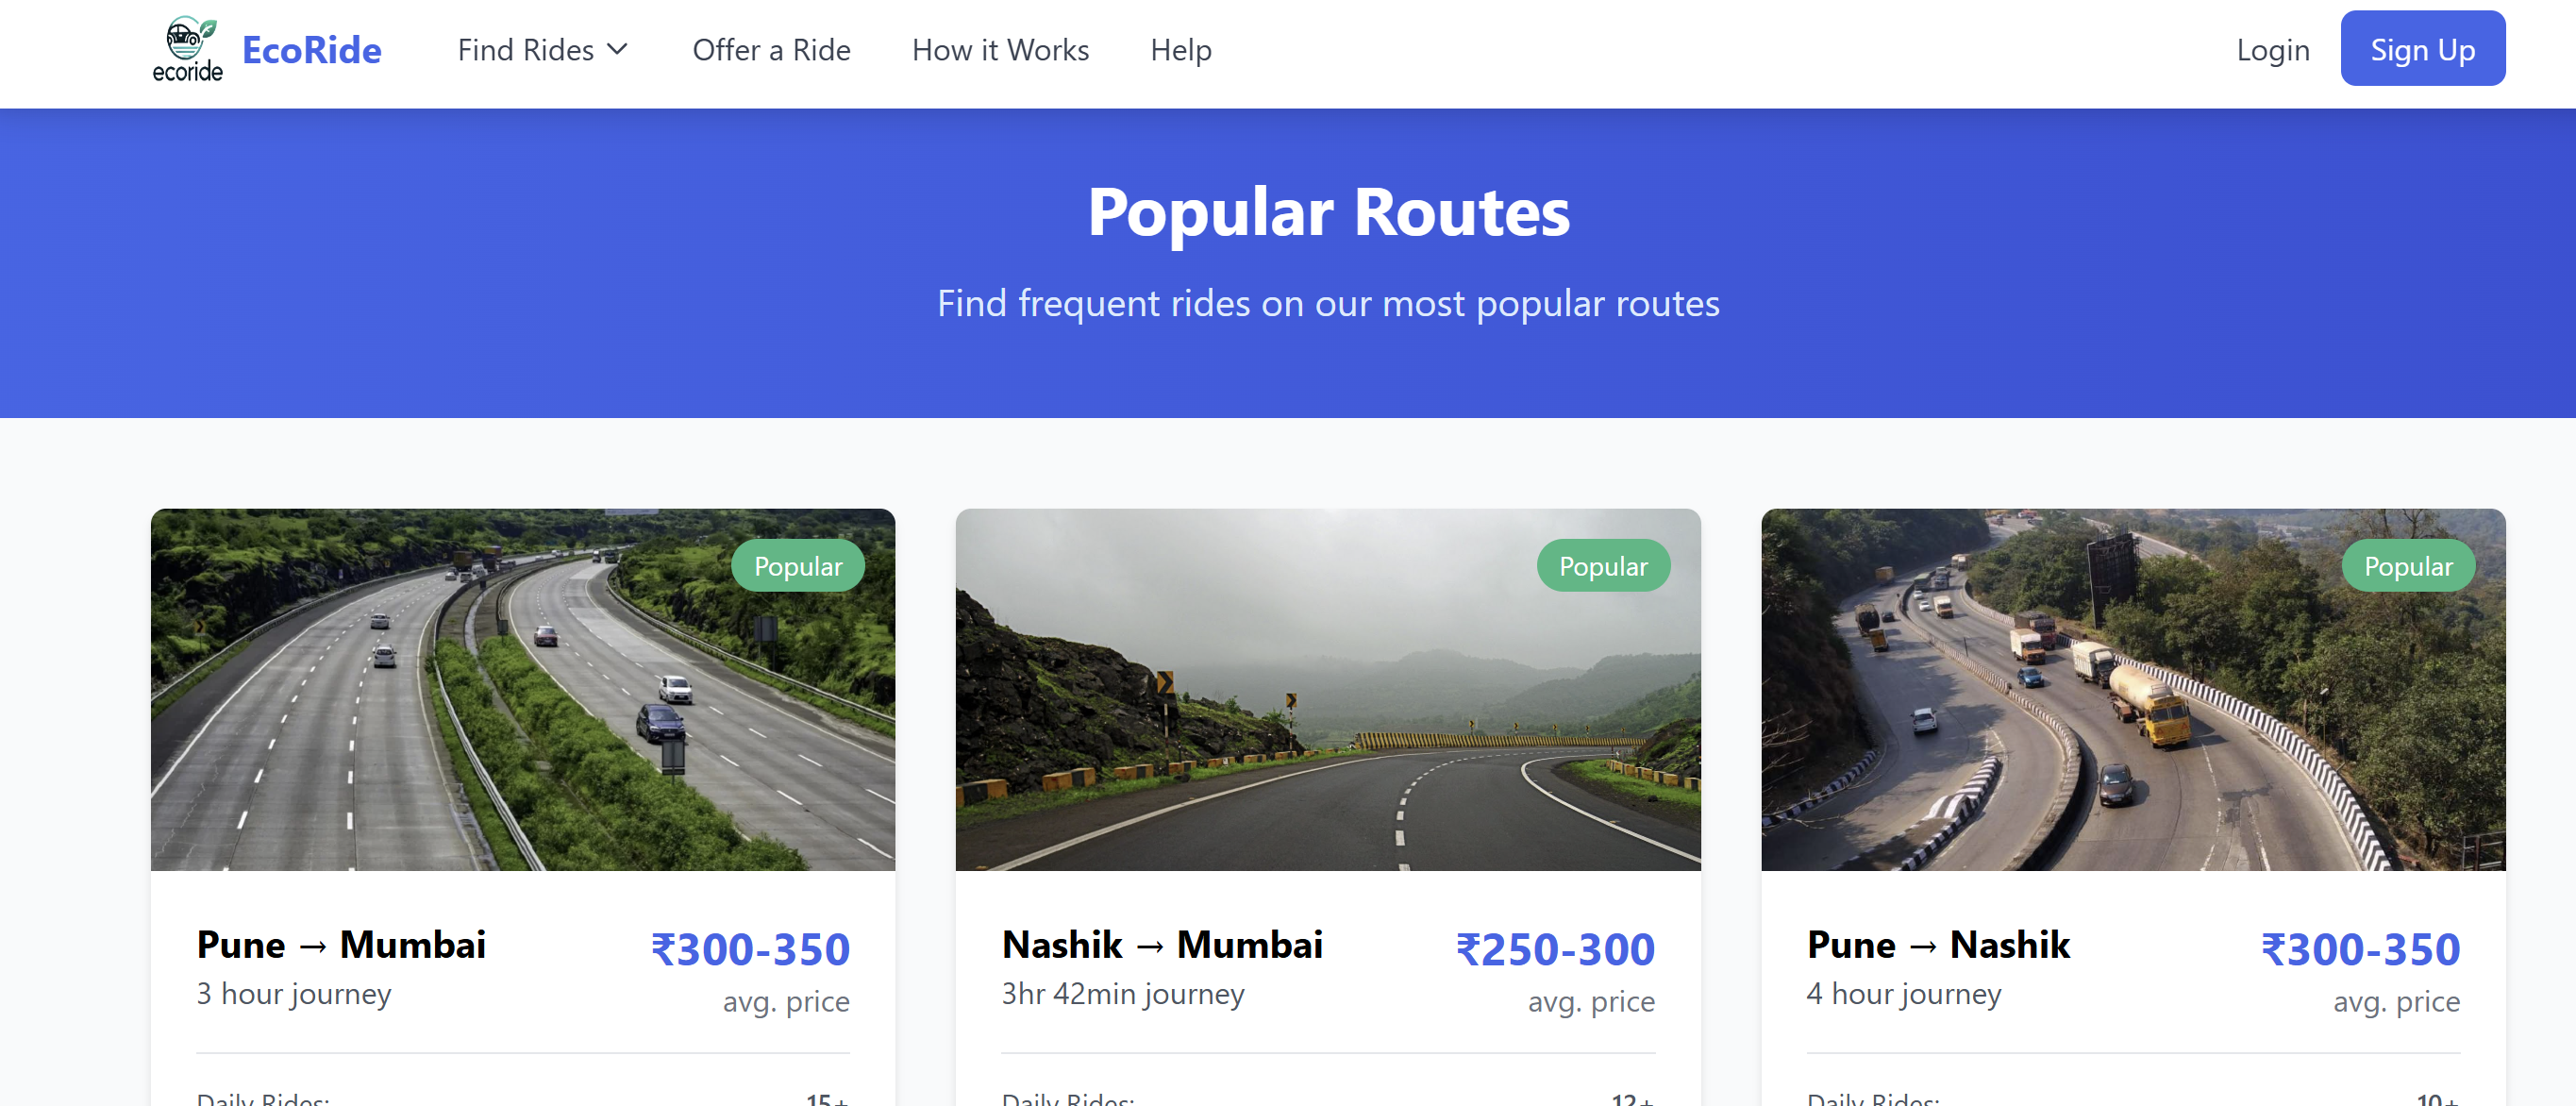 ecoride
EcoRide
Find Rides
Offer a Ride
How it Works
Help
Login
Sign Up
Popular Routes
Find frequent rides on our most popular routes
Popular
Popular
Popular
Pune → Mumbai
₹300-350
3 hour journey
avg. price
Nashik → Mumbai
₹250-300
3hr 42min journey
avg. price
Pune → Nashik
₹300-350
4 hour journey
avg. price
Daily Rides:
15+
Daily Rides:
12+
Daily Rides:
10+